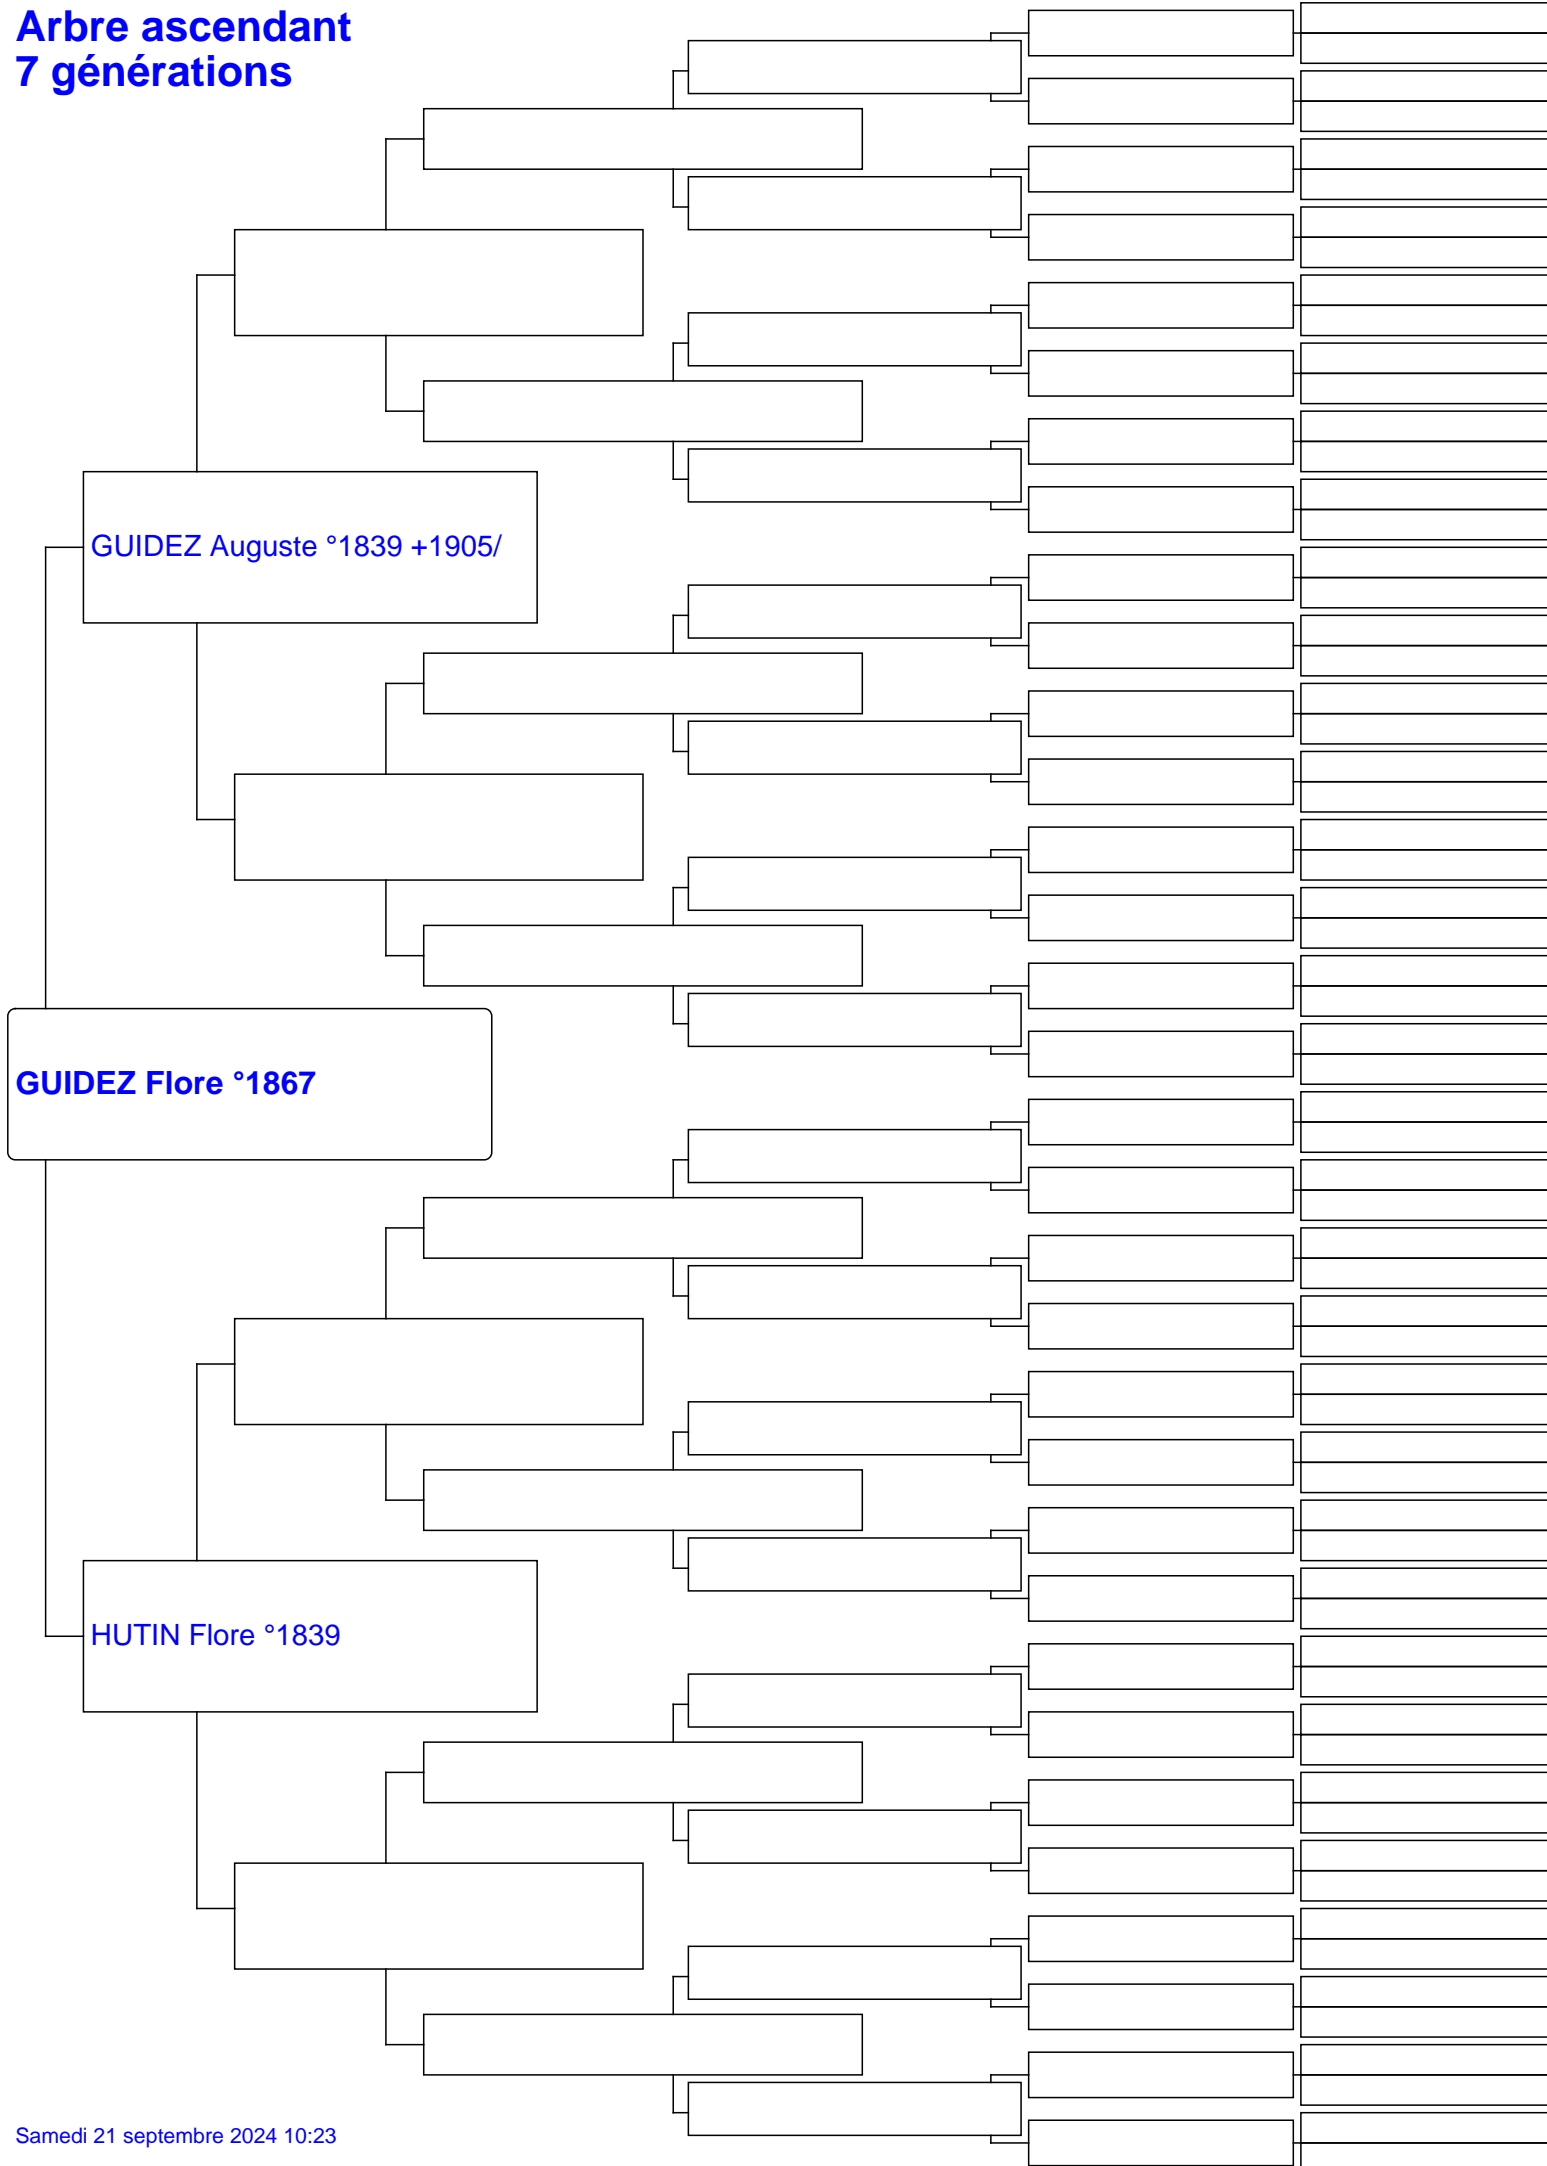 Arbre ascendant
7 générations
GUIDEZ Auguste °1839 +1905/
GUIDEZ Flore °1867
HUTIN Flore °1839
Samedi 21 septembre 2024 10:23